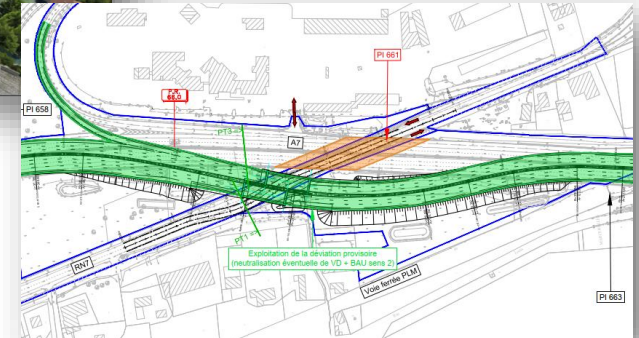 PI 661
P.R.
66.0
PI 658
PT3
A7
PT1
Exploitation de la déviation provisoire
(neutralisation éventuelle de VD + BAU sens 2)
RN7
Voie ferrée PLM
PI 663